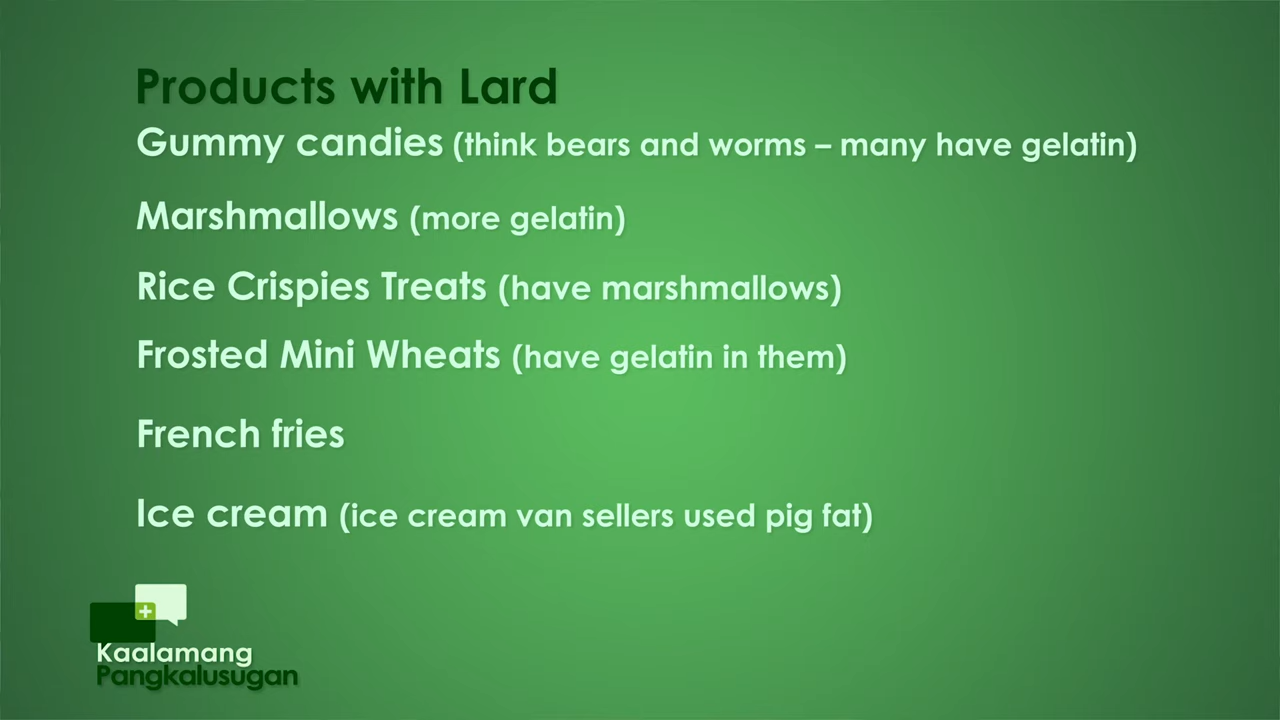 Products with Lard
Gummy candies (think bears and worms – many have gelatin)
Marshmallows (more gelatin)
Rice Crispies Treats (have marshmallows)
Frosted Mini Wheats (have gelatin in them)
French fries
Ice cream (ice cream van sellers used pig fat)
Kaalamang
Pangkalusugan